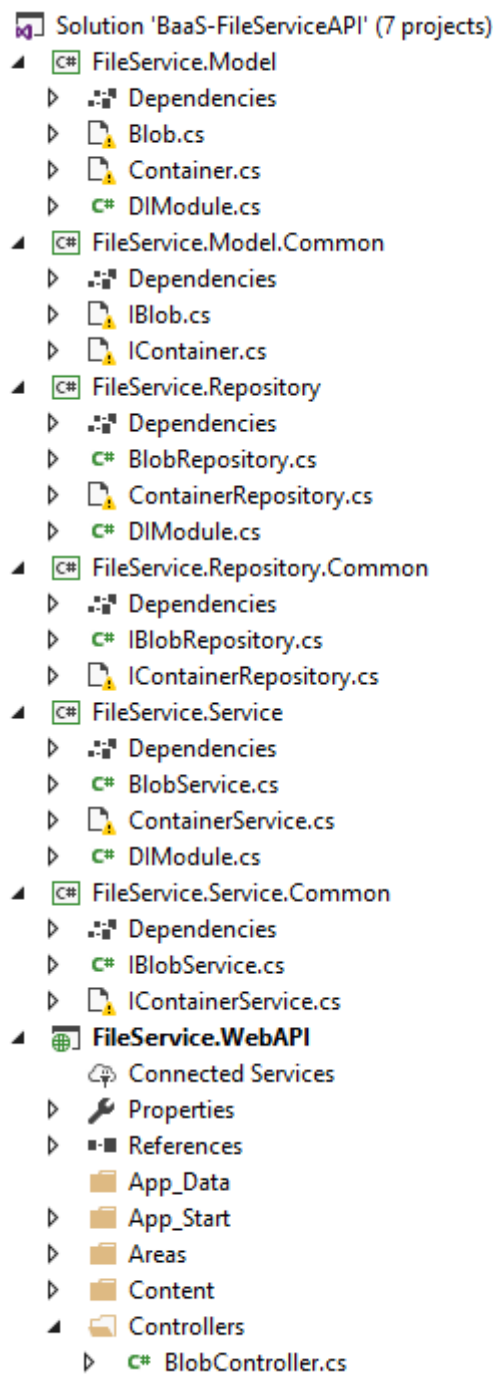 Solution 'BaaS-FileServiceAPI' (7 projects)
C# FileService.Model
Dependencies
Blob.cs
Container.cs
C# DIModule.cs
C# FileService.Model.Common
Dependencies
IBlob.cs
IContainer.cs
C# FileService.Repository
Dependencies
C# BlobRepository.cs
ContainerRepository.cs
C# DIModule.cs
C# FileService.Repository.Common
Dependencies
C# IBlobRepository.cs
IContainerRepository.cs
C# FileService.Service
Dependencies
C# BlobService.cs
ContainerService.cs
C# DIModule.cs
C# FileService.Service.Common
Dependencies
C# IBlobService.cs
IContainerService.cs
FileService.WebAPI
Connected Services
Properties
References
App_Data
App_Start
Areas
Content
Controllers
C# BlobController.cs